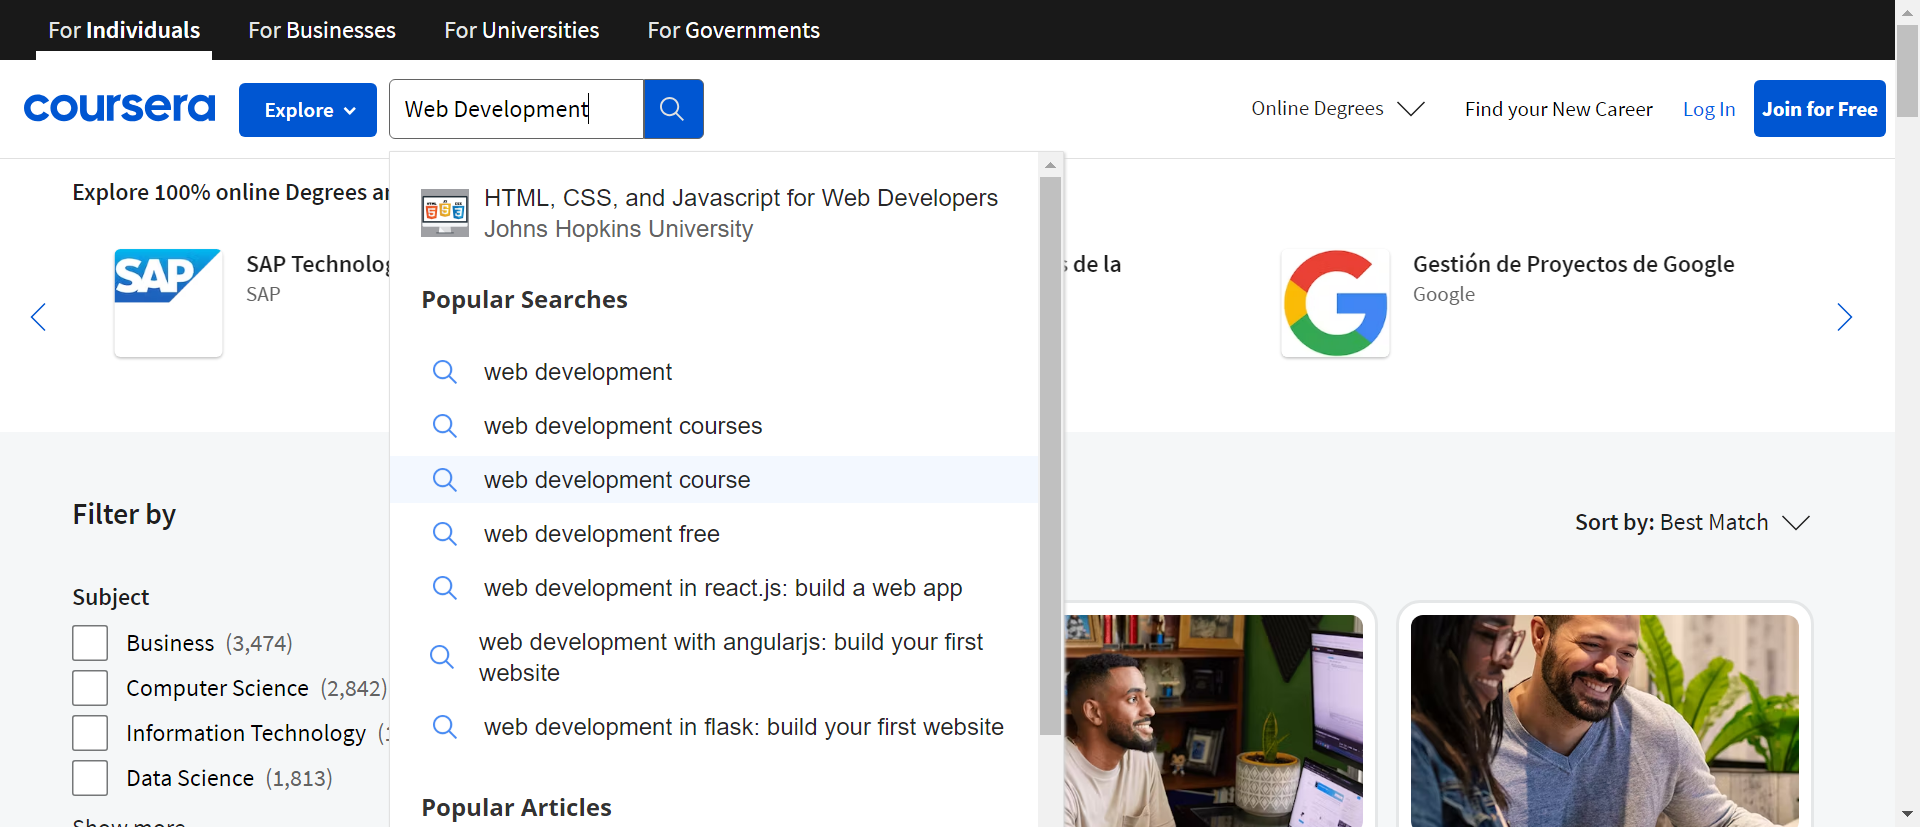 For Individuals
For Businesses
For Universities
For Governments
coursera
Explore
Web Development
Online Degrees
Find your New Career
Log In
Join for Free
Explore 100% online Degrees
SAP
SAP
SAP
de la
Gestión de Proyectos de Google
Google
HTML, CSS, and Javascript for Web Developers
Johns Hopkins University
Popular Searches
web development
web development courses
web development course
web development free
web development in react.js: build a web app
web development with angularjs: build your first
website
web development in flask: build your first website
Popular Articles
Filter by
Sort by: Best Match
Subject
Business (3,474)
Computer Science (2,842)
Information Technology
Data Science (1,813)
Show more